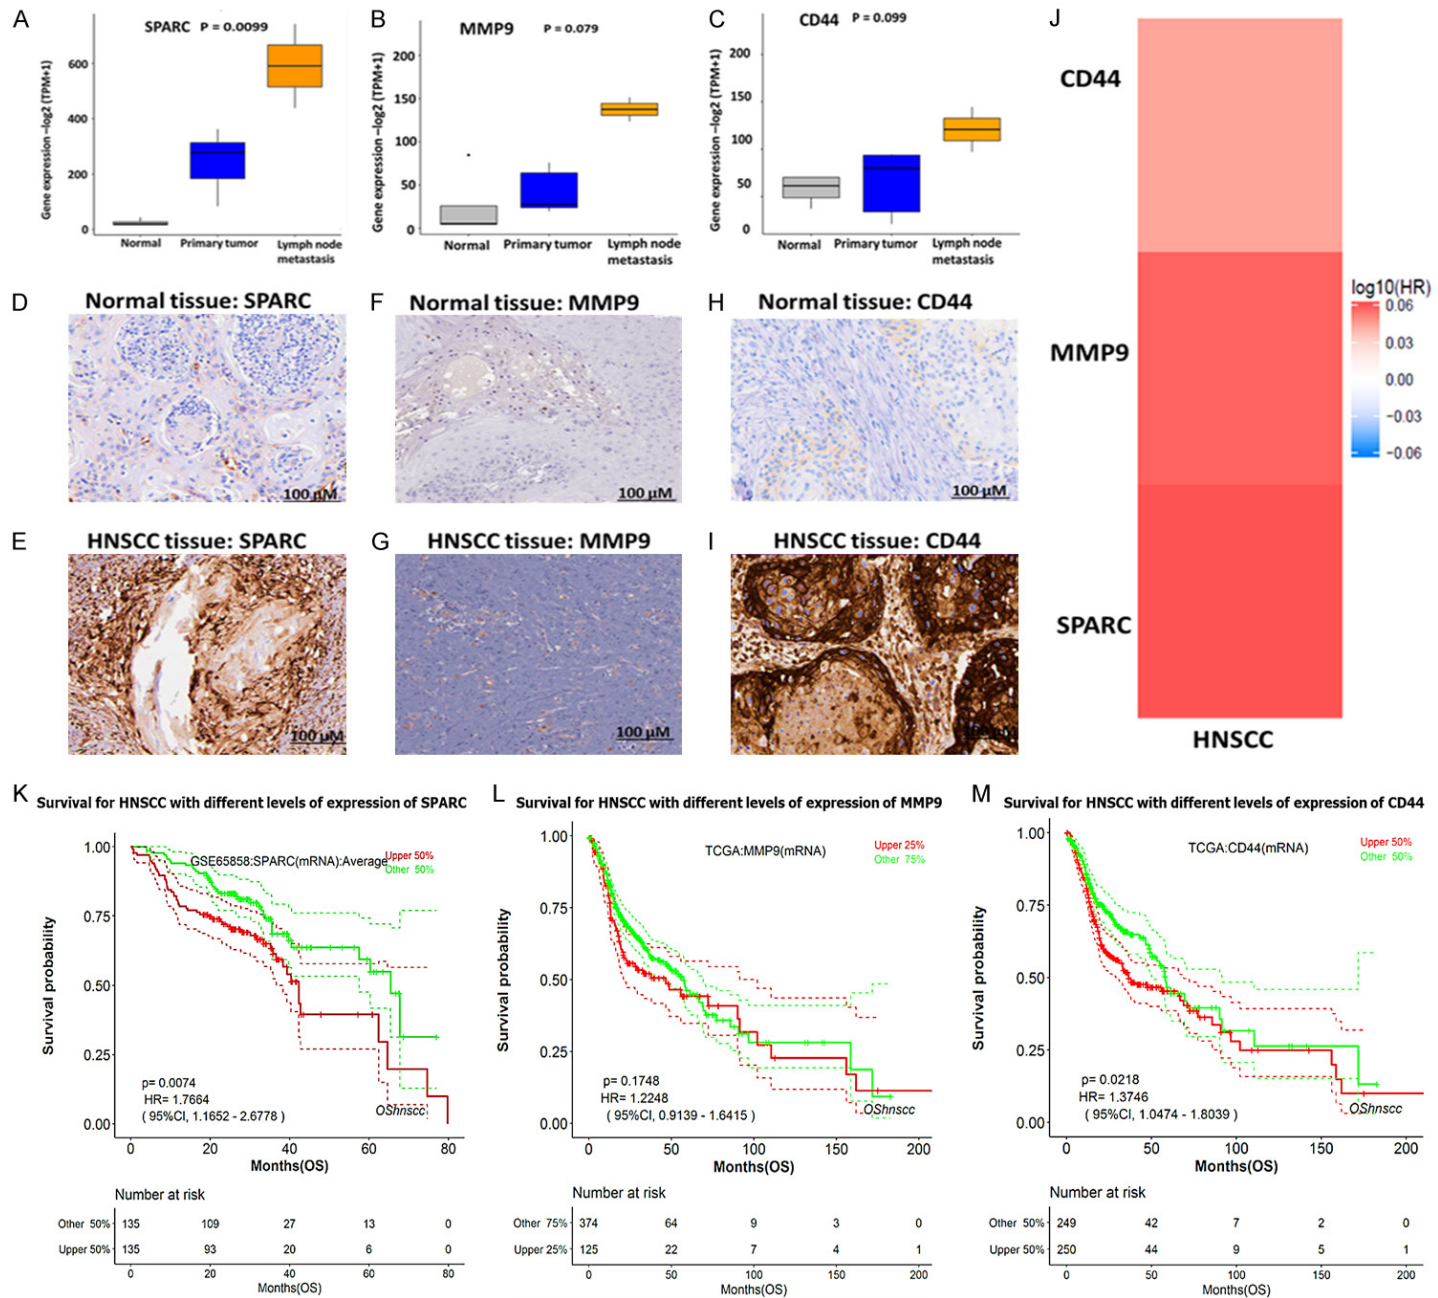 A
SPARC P = 0.0099
Gene expression –log2 (TPM+1)
600
400
200
0
Normal Primary tumor Lymph node
metastasis
B
MMP9 P = 0.079
Gene expression –log2 (TPM+1)
200
150
100
50
0
Normal Primary tumor Lymph node
metastasis
C
CD44 P = 0.099
Gene expression –log2 (TPM+1)
200
150
100
50
0
Normal Primary tumor Lymph node
metastasis
D Normal tissue: SPARC
100 µM
F Normal tissue: MMP9
100 µM
H Normal tissue: CD44
100 µM
E HNSCC tissue: SPARC
100 µM
G HNSCC tissue: MMP9
100 µM
I HNSCC tissue: CD44
100 µM
J
CD44
MMP9
SPARC
HNSCC
log10(HR)
0.06
0.03
0.00
−0.03
−0.06
K Survival for HNSCC with different levels of expression of SPARC
GSE65858:SPARC(mRNA):Average
Upper 50%
Other 50%
Survival probability
1.00
0.75
0.50
0.25
0.00
p= 0.0074
HR= 1.7664
( 95%CI, 1.1652 - 2.6778 )
OShnscc
0 20 40 60 80
Months(OS)
Number at risk
Other 50% 135 109 27 13 0
Upper 50% 135 93 20 6 0
0 20 40 60 80
Months(OS)
L Survival for HNSCC with different levels of expression of MMP9
TCGA:MMP9(mRNA)
Upper 25%
Other 75%
Survival probability
1.00
0.75
0.50
0.25
0.00
p= 0.1748
HR= 1.2248
( 95%CI, 0.9139 - 1.6415 )
OShnscc
0 50 100 150 200
Months(OS)
Number at risk
Other 75% 374 64 9 3 0
Upper 25% 125 22 7 4 1
0 50 100 150 200
Months(OS)
M Survival for HNSCC with different levels of expression of CD44
TCGA:CD44(mRNA)
Upper 50%
Other 50%
Survival probability
1.00
0.75
0.50
0.25
0.00
p= 0.0218
HR= 1.3746
( 95%CI, 1.0474 - 1.8039 )
OShnscc
0 50 100 150 200
Months(OS)
Number at risk
Other 50% 249 42 7 2 0
Upper 50% 250 44 9 5 1
0 50 100 150 200
Months(OS)